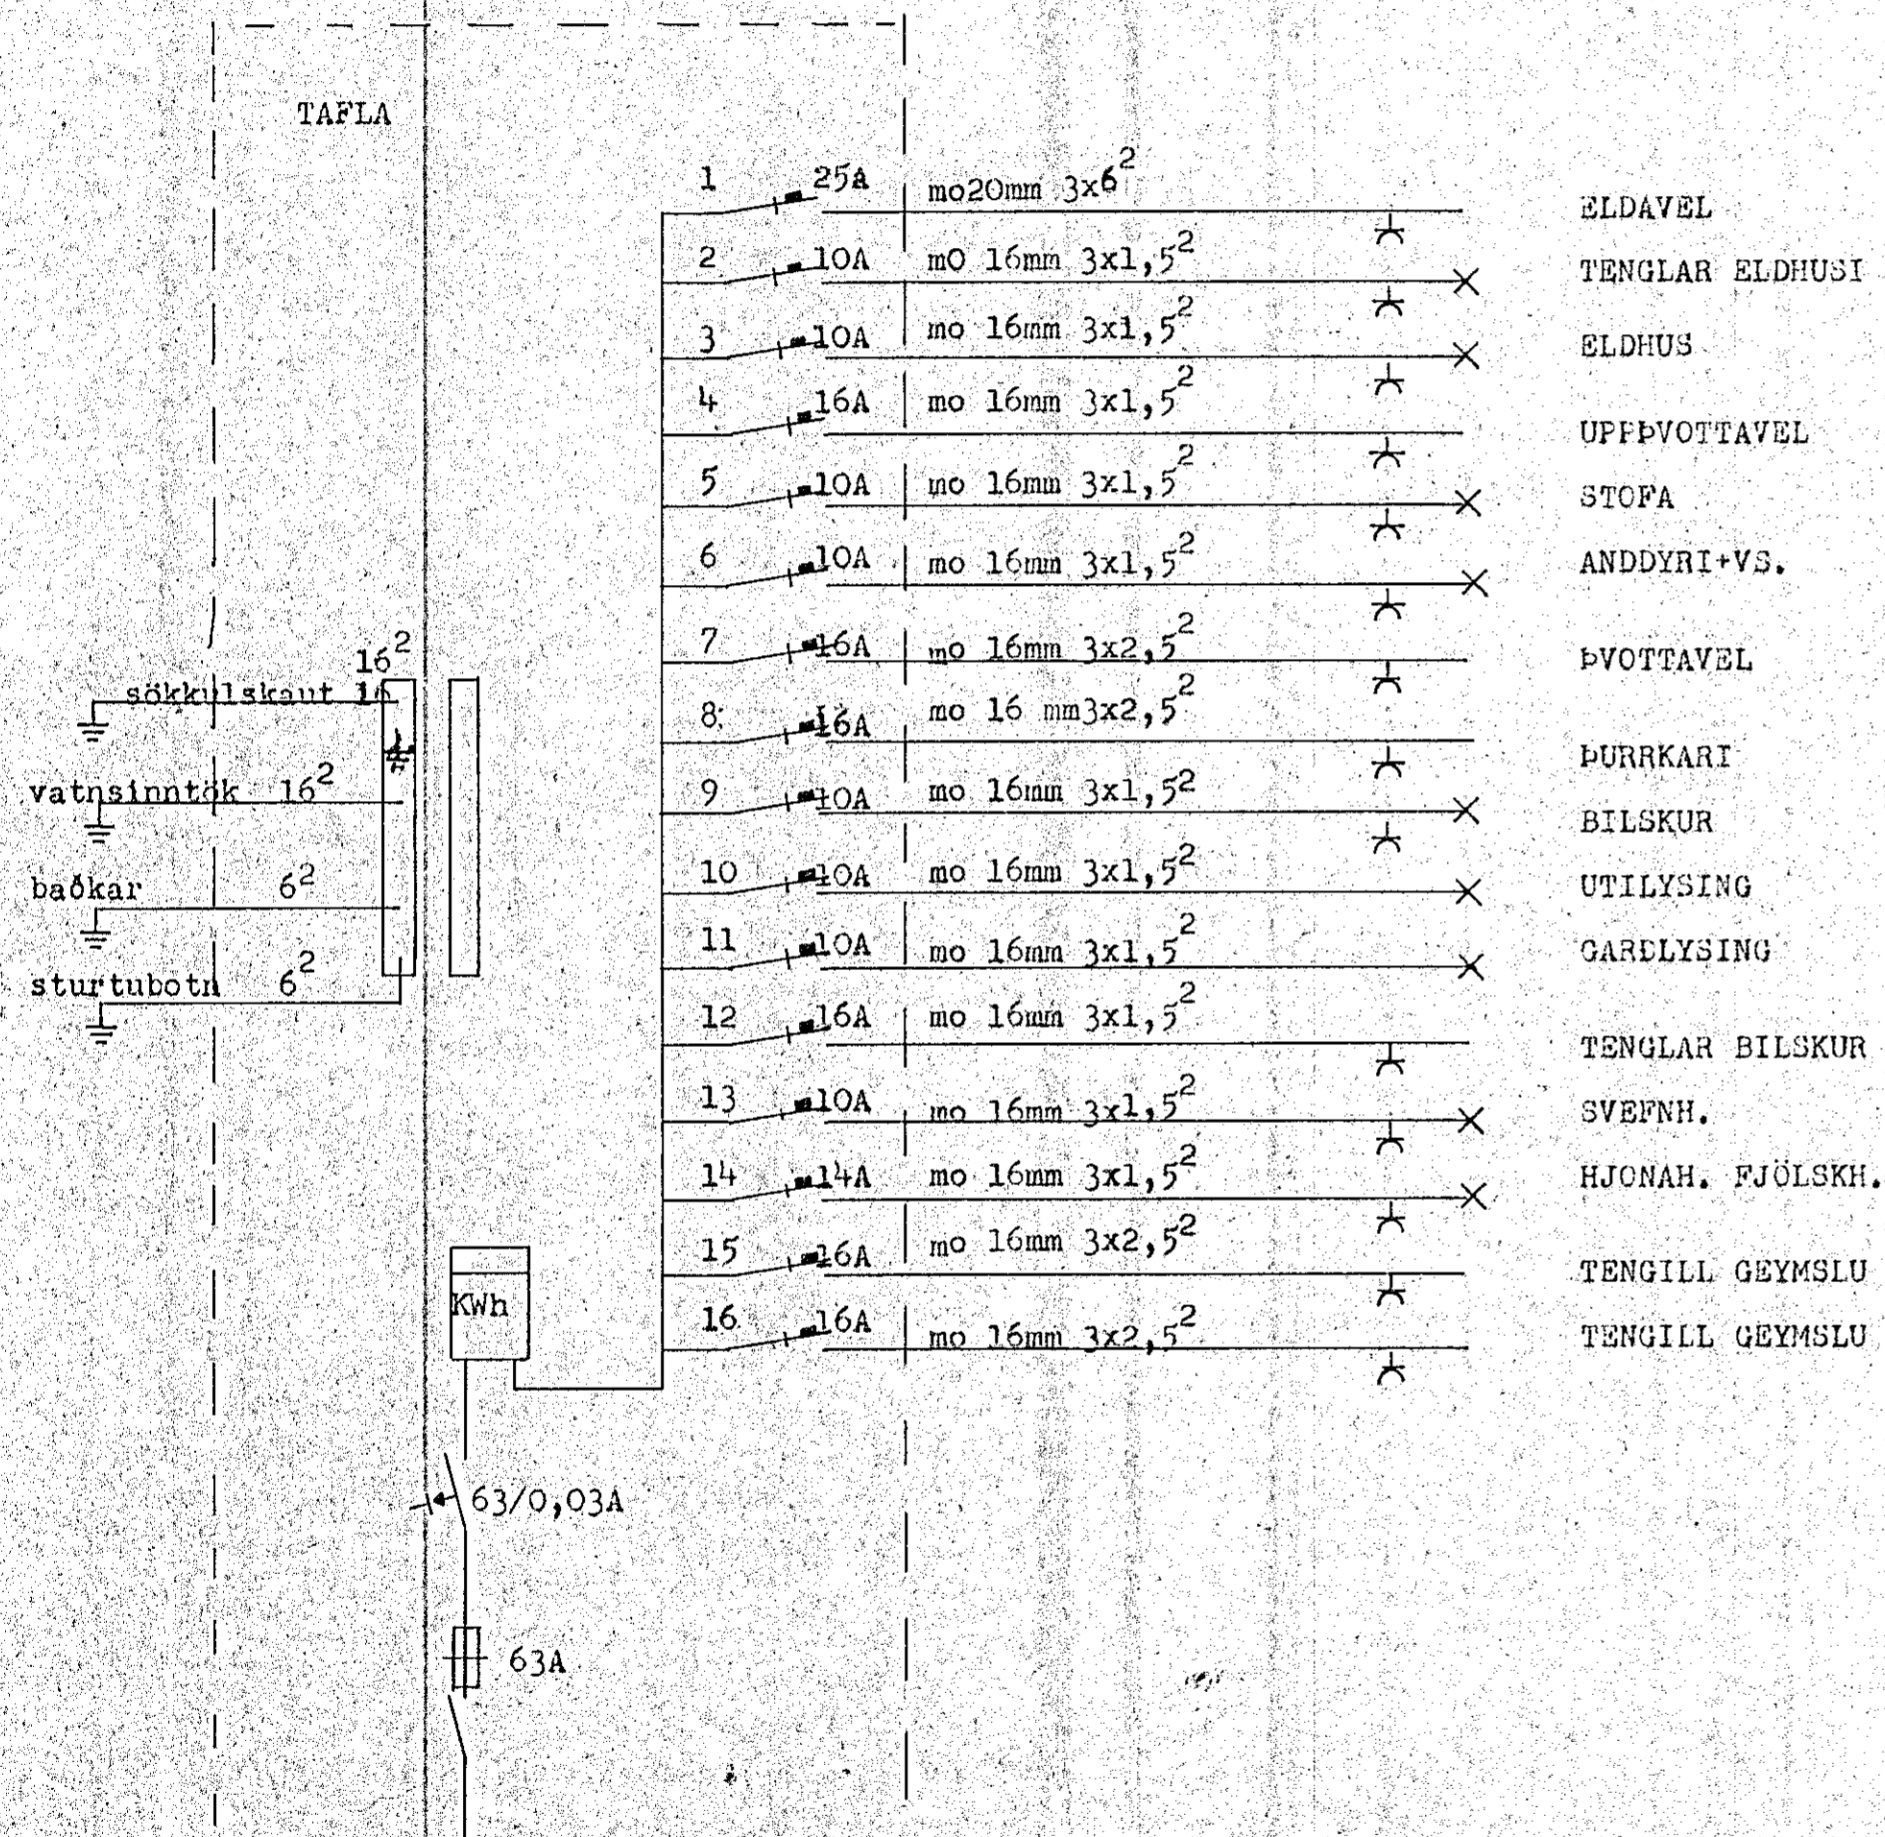 TAFLA
1 25A mo20mm 3x6² ELDAVEL
2 10A mO 16mm 3x1,5² TENGLAR ELDHUSI
3 10A mo 16mm 3x1,5² ELDHUS
4 16A mo 16mm 3x1,5² UPPÞVOTTAVEL
5 10A mo 16mm 3x1,5² STOFA
6 10A mo 16mm 3x1,5² ANDDYRI+VS.
7 16A mo 16mm 3x2,5² ÞVOTTAVEL
8 16A mo 16 mm3x2,5² ÞURRKARI
9 10A mo 16mm 3x1,5² BILSKUR
10 10A mo 16mm 3x1,5² UTILYSING
11 10A mo 16mm 3x1,5² GARÐLYSING
12 16A mo 16mm 3x1,5² TENGLAR BILSKUR
13 10A mo 16mm 3x1,5² SVEFNH.
14 14A mo 16mm 3x1,5² HJONAH. FJÖLSKH.
15 16A mo 16mm 3x2,5² TENGILL GEYMSLU
16 16A mo 16mm 3x2,5² TENGILL GEYMSLU
16²
sökkulskaut 16
vatnsinntök 16²
baðkar 6²
sturtubotn 6²
KWh
63/0,03A
63A